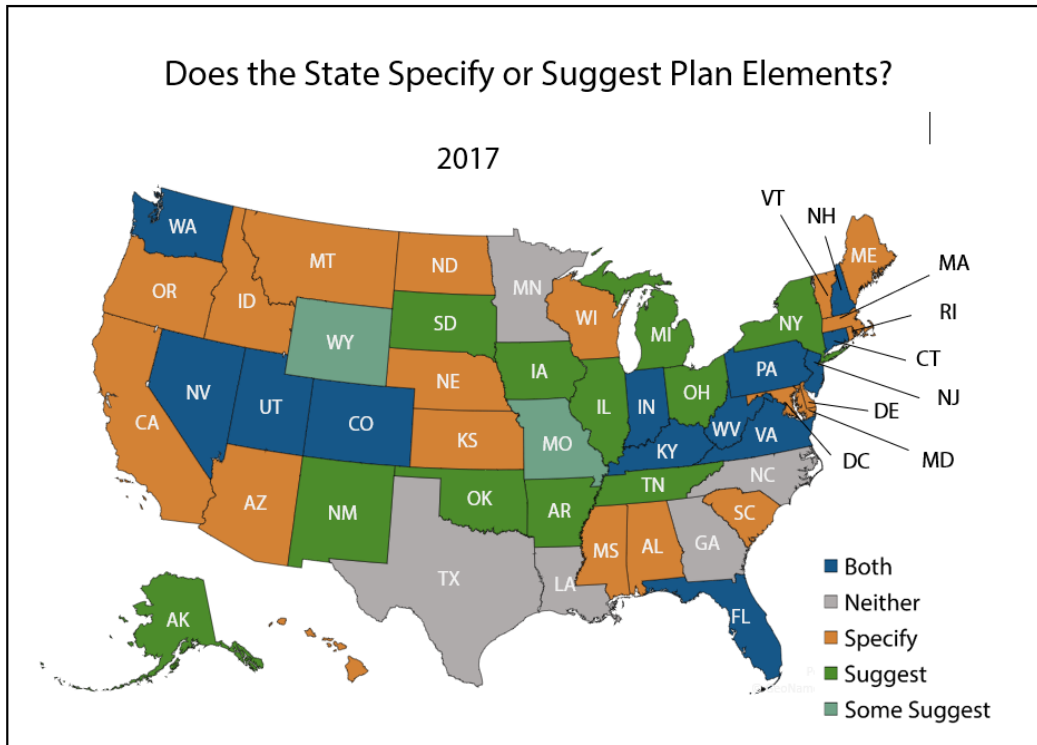 Does the State Specify or Suggest Plan Elements?
2017
VT
NH
WA
ME
MT
ND
MA
MN
OR
ID
RI
WI
SD
NY
MI
WY
CT
IA
PA
NE
NJ
OH
NV
IL
IN
DE
UT
CA
CO
WV
VA
KS
MO
KY
MD
DC
NC
TN
OK
AZ
AR
NM
SC
GA
MS
AL
TX
LA
Both
Neither
FL
AK
Specify
Suggest
Some Suggest